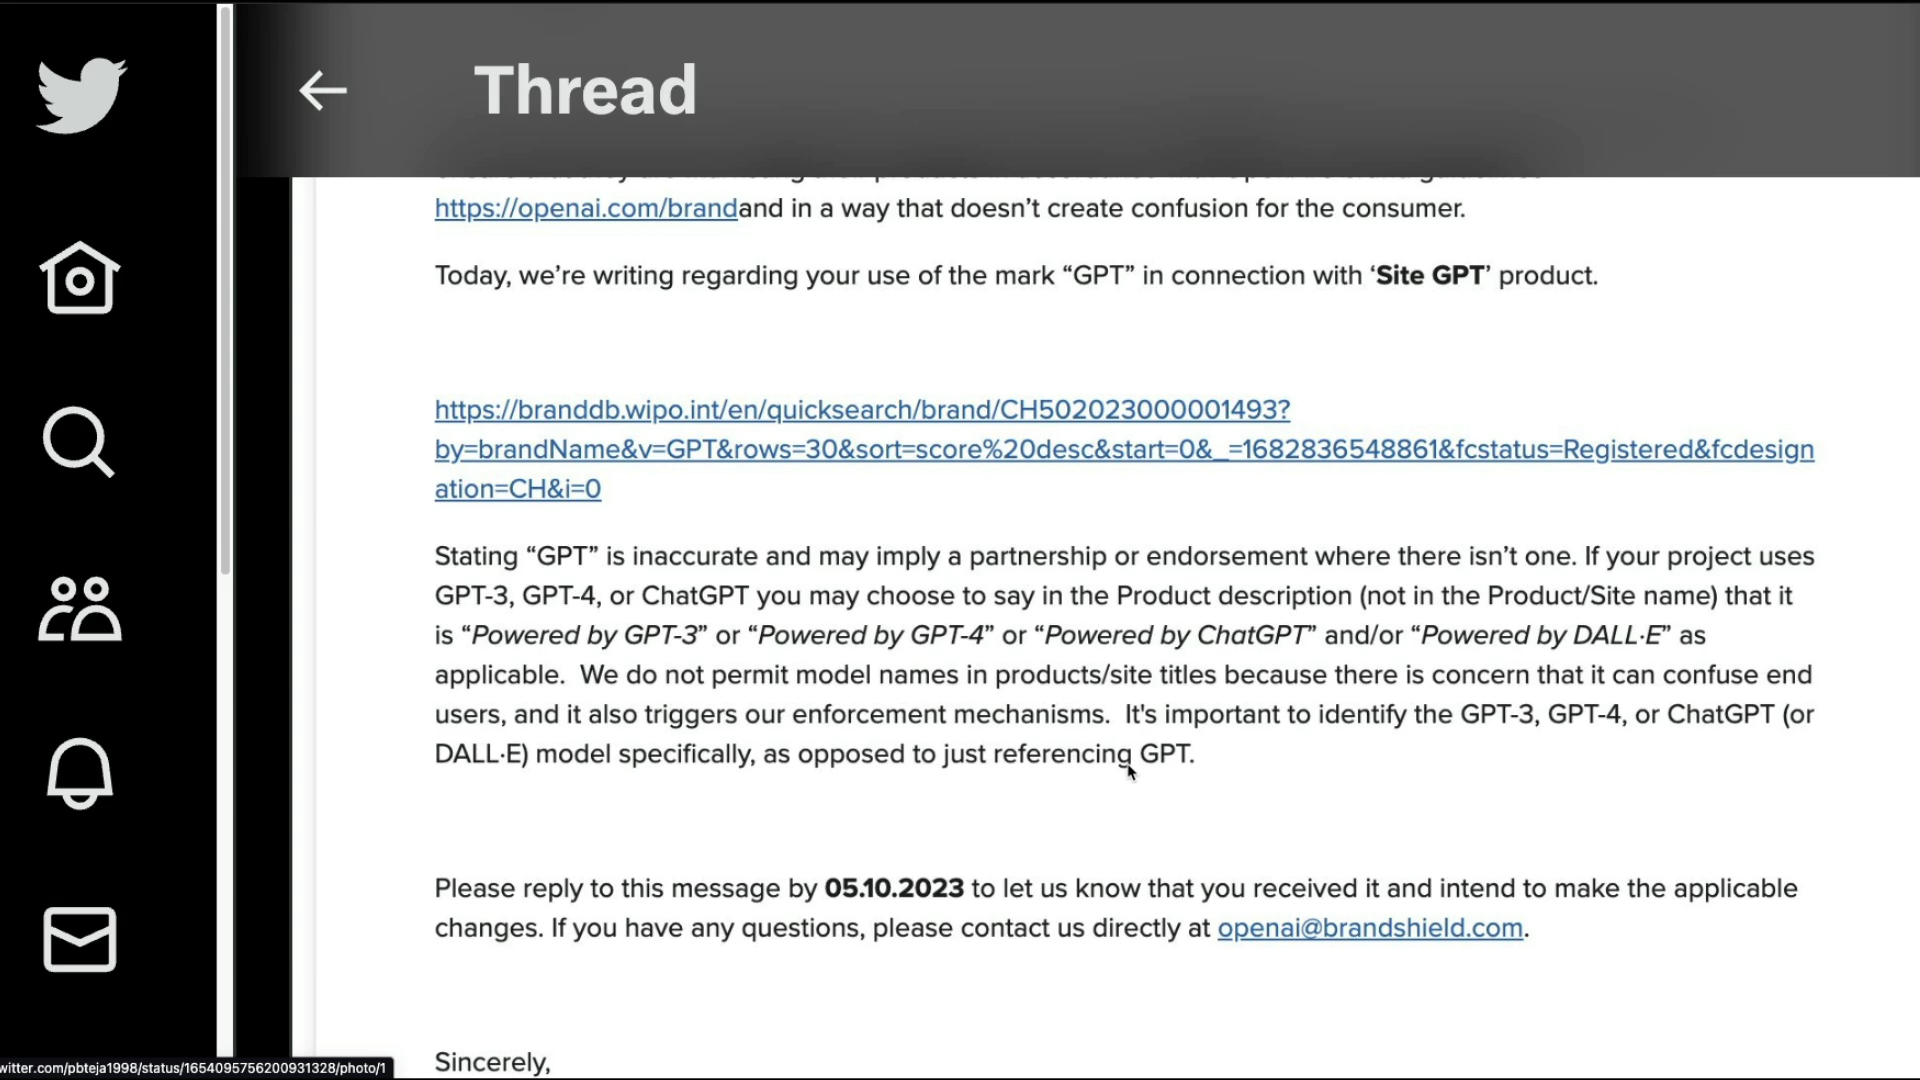 Thread
https://openai.com/brandand in a way that doesn’t create confusion for the consumer.
Today, we’re writing regarding your use of the mark “GPT” in connection with ‘Site GPT’ product.
https://branddb.wipo.int/en/quicksearch/brand/CH502023000001493?
by=brandName&v=GPT&rows=30&sort=score%20desc&start=0&_=1682836548861&fcstatus=Registered&fcdesign
ation=CH&i=0
Stating “GPT” is inaccurate and may imply a partnership or endorsement where there isn’t one. If your project uses
GPT-3, GPT-4, or ChatGPT you may choose to say in the Product description (not in the Product/Site name) that it
is “Powered by GPT-3” or “Powered by GPT-4” or “Powered by ChatGPT” and/or “Powered by DALL·E” as
applicable.  We do not permit model names in products/site titles because there is concern that it can confuse end
users, and it also triggers our enforcement mechanisms.  It's important to identify the GPT-3, GPT-4, or ChatGPT (or
DALL·E) model specifically, as opposed to just referencing GPT.
Please reply to this message by 05.10.2023 to let us know that you received it and intend to make the applicable
changes. If you have any questions, please contact us directly at openai@brandshield.com.
Sincerely,
witter.com/pbteja1998/status/1654095756200931328/photo/1